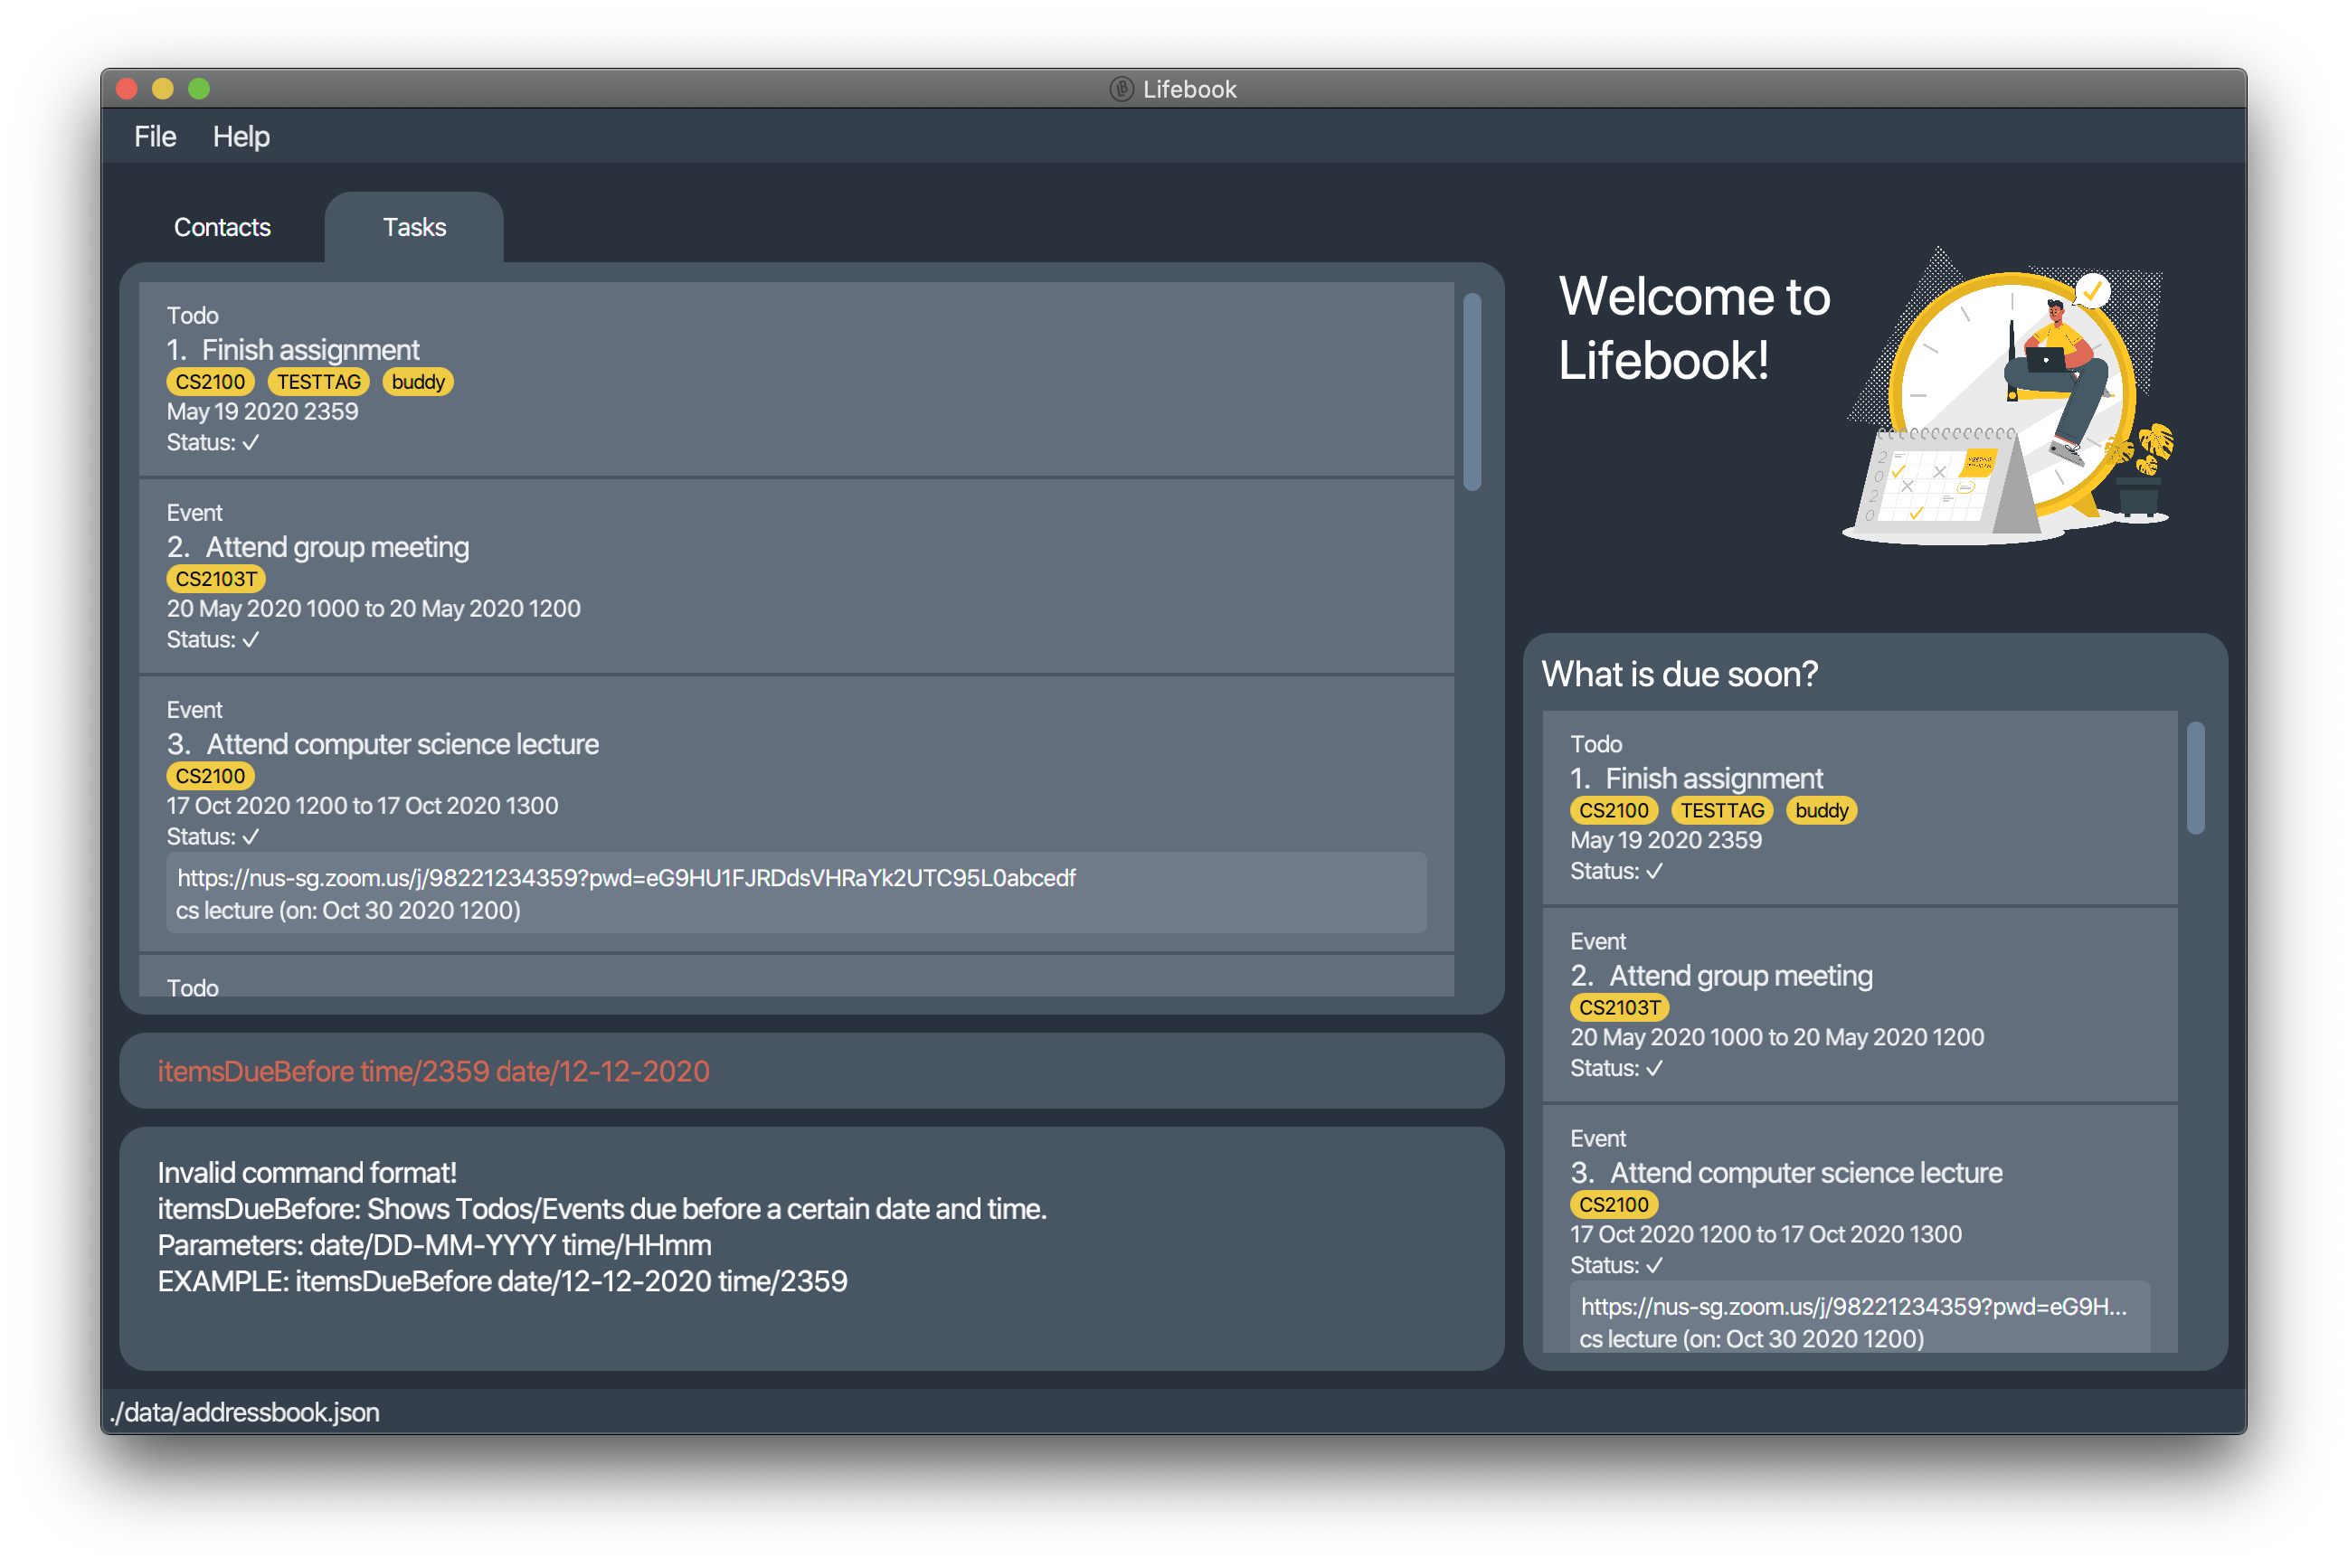 Lifebook
File Help
Contacts Tasks
Todo
1. Finish assignment
CS2100 TESTTAG buddy
May 19 2020 2359
Status: ✓
Event
2. Attend group meeting
CS2103T
20 May 2020 1000 to 20 May 2020 1200
Status: ✓
Event
3. Attend computer science lecture
CS2100
17 Oct 2020 1200 to 17 Oct 2020 1300
Status: ✓
https://nus-sg.zoom.us/j/98221234359?pwd=eG9HU1FJRDdsVHRaYk2UTC95L0abcedf
cs lecture (on: Oct 30 2020 1200)
Todo
itemsDueBefore time/2359 date/12-12-2020
Invalid command format!
itemsDueBefore: Shows Todos/Events due before a certain date and time.
Parameters: date/DD-MM-YYYY time/HHmm
EXAMPLE: itemsDueBefore date/12-12-2020 time/2359
Welcome to
Lifebook!
2020
What is due soon?
Todo
1. Finish assignment
CS2100 TESTTAG buddy
May 19 2020 2359
Status: ✓
Event
2. Attend group meeting
CS2103T
20 May 2020 1000 to 20 May 2020 1200
Status: ✓
Event
3. Attend computer science lecture
CS2100
17 Oct 2020 1200 to 17 Oct 2020 1300
Status: ✓
https://nus-sg.zoom.us/j/98221234359?pwd=eG9H...
cs lecture (on: Oct 30 2020 1200)
./data/addressbook.json